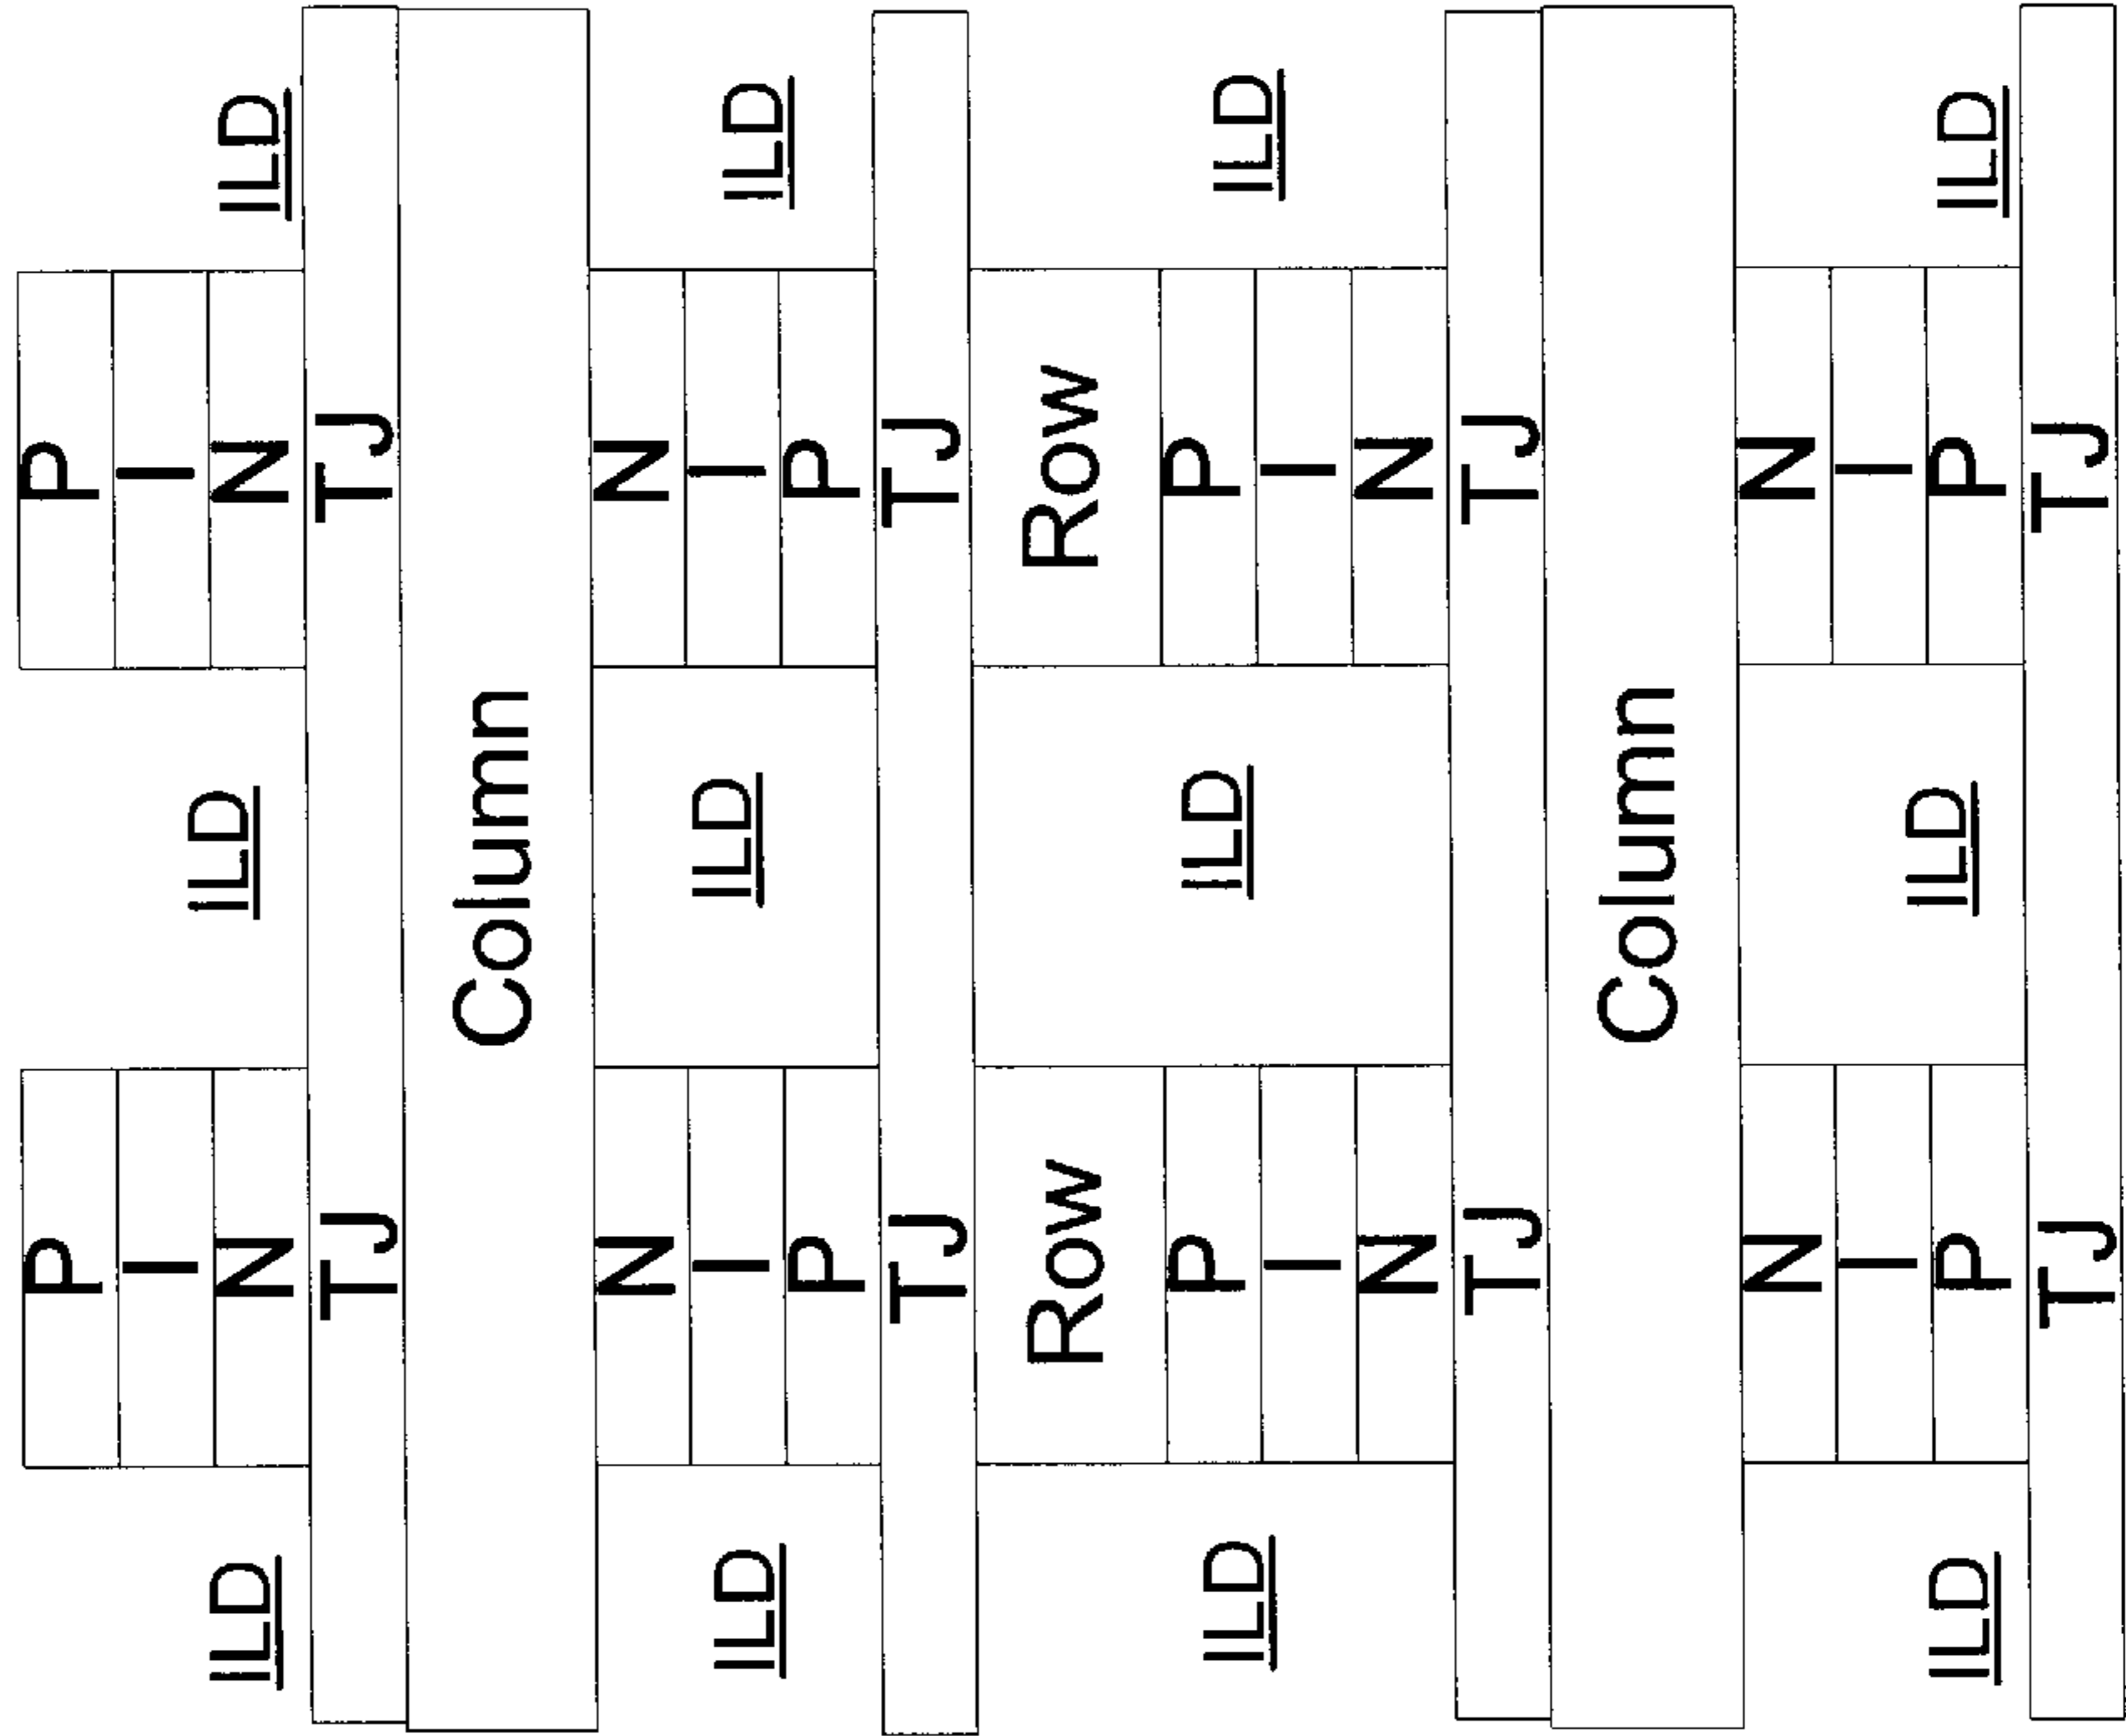 P P
I I
ILD N ILD N ILD
TJ TJ
Column
N N
ILD I ILD I ILD
P P
TJ TJ
Row Row
P P
ILD ILD ILD
I I
N N
TJ TJ
Column
N N
I I
ILD P ILD P ILD
TJ TJ